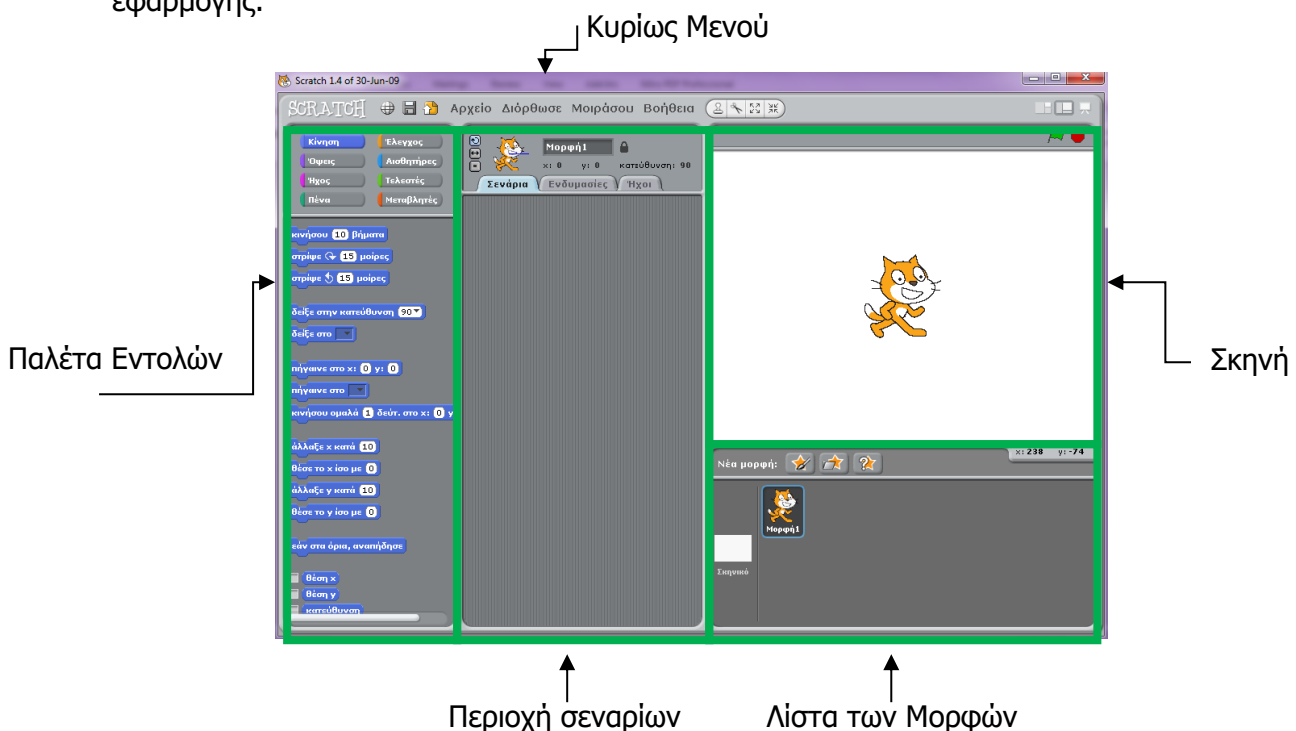 εφαρμογής.
Κυρίως Μενού
Scratch 1.4 of 30-Jun-09
SCRATCH Αρχείο Διόρθωσε Μοιράσου Βοήθεια
Κίνηση Έλεγχος
Όψεις Αισθητήρες
Ήχος Τελεστές
Πένα Μεταβλητές
κινήσου 10 βήματα
στρίψε 15 μοίρες
στρίψε 15 μοίρες
δείξε στην κατεύθυνση 90
δείξε στο
πήγαινε στο x: 0 y: 0
πήγαινε στο
κινήσου ομαλά 1 δεύτ. στο x: 0 y
άλλαξε x κατά 10
θέσε το x ίσο με 0
άλλαξε y κατά 10
θέσε το y ίσο με 0
εάν στα όρια, αναπήδησε
θέση x
θέση y
κατεύθυνση
Μορφή1
x: 0 y: 0 κατεύθυνση: 90
Σενάρια Ενδυμασίες Ήχοι
x: 238 y: -74
Νέα μορφή:
Μορφή1
Σκηνικό
Παλέτα Εντολών
Σκηνή
Περιοχή σεναρίων
Λίστα των Μορφών